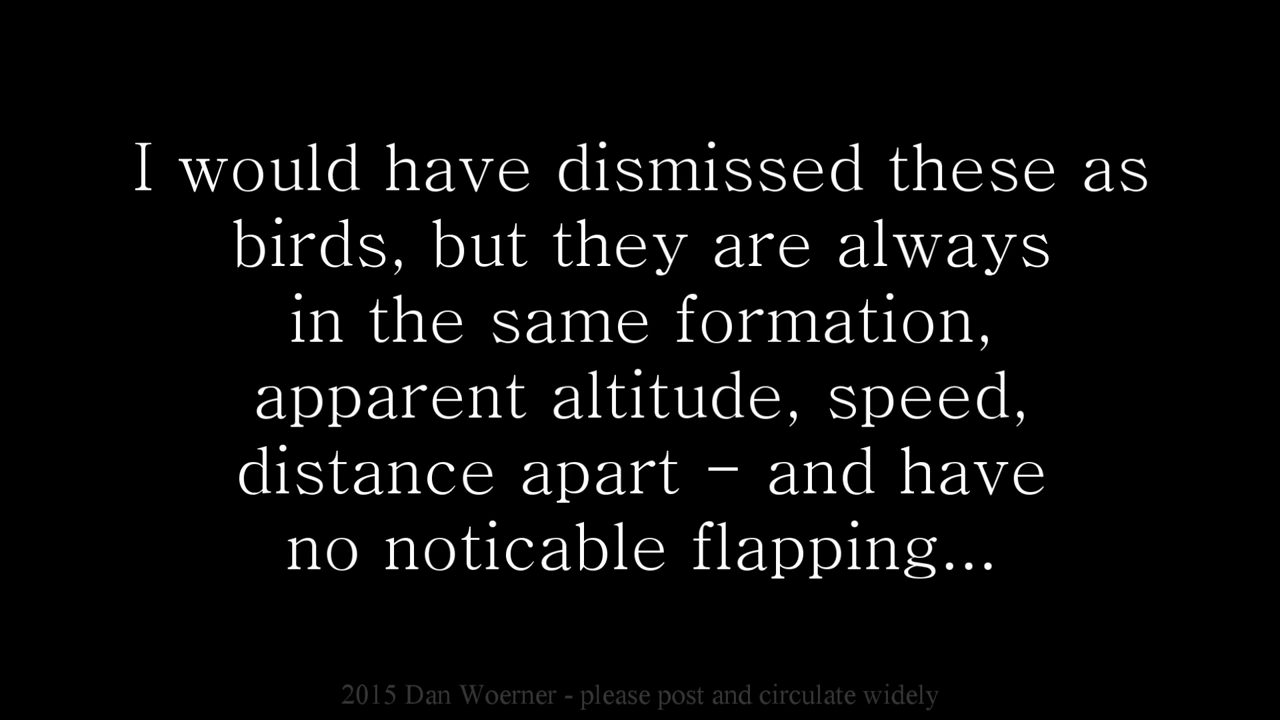 I would have dismissed these as
birds, but they are always
in the same formation,
apparent altitude, speed,
distance apart - and have
no noticable flapping...
2015 Dan Woerner - please post and circulate widely